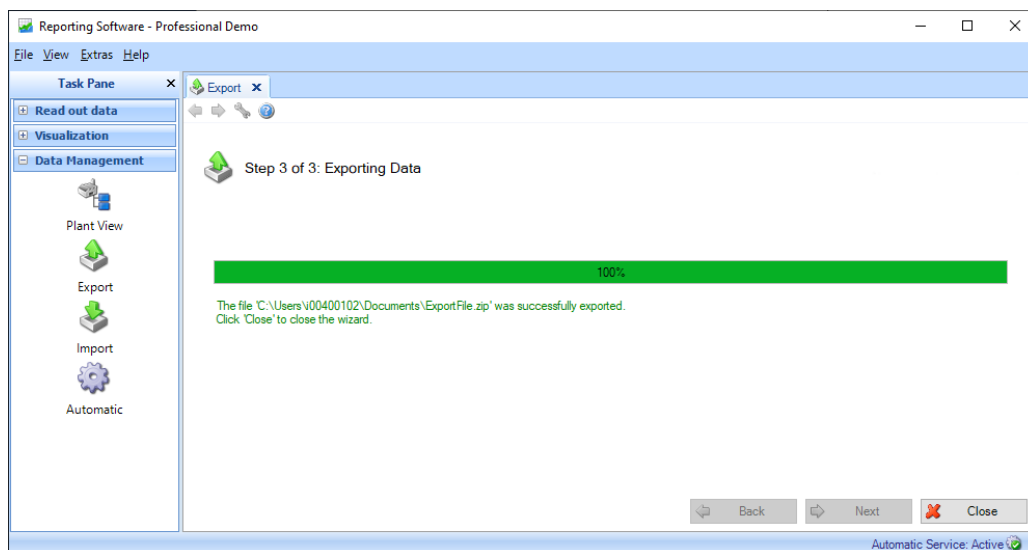 Reporting Software - Professional Demo
File View Extras Help
Task Pane
Read out data
Visualization
Data Management
Plant View
Export
Import
Automatic
Export
Step 3 of 3: Exporting Data
100%
The file 'C:\Users\i00400102\Documents\ExportFile.zip' was successfully exported.
Click 'Close' to close the wizard.
Back Next Close
Automatic Service: Active